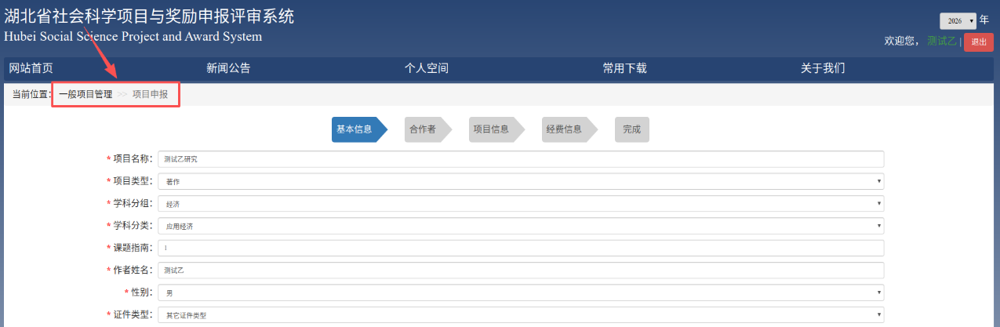 湖北省社会科学项目与奖励申报评审系统
Hubei Social Science Project and Award System
2026 年
欢迎您， 测试乙 | 退出
网站首页 新闻公告 个人空间 常用下载 关于我们
当前位置： 一般项目管理 >> 项目申报
基本信息 合作者 项目信息 经费信息 完成
* 项目名称： 测试乙研究
* 项目类型： 著作
* 学科分组： 经济
* 学科分类： 应用经济
* 课题指南： 1
* 作者姓名： 测试乙
* 性别： 男
* 证件类型： 其它证件类型